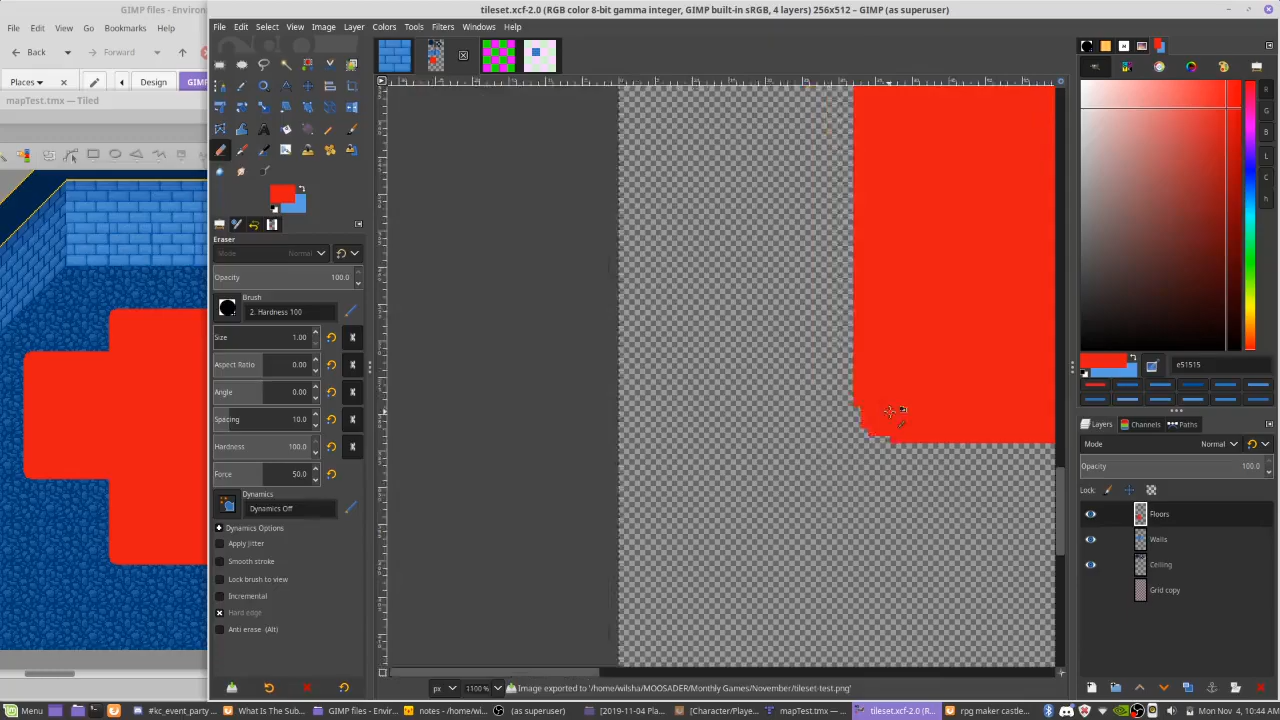 GIMP files - Enviror
tileset.xcf-2.0 (RGB color 8-bit gamma integer, GIMP built-in sRGB, 4 layers) 256x512 – GIMP (as superuser)
File Edit View Go Bookmarks Help
File Edit Select View Image Layer Colors Tools Filters Windows Help
Back Forward
Places Design GIM
mapTest.tmx — Tiled
R
G
B
L
C
h
Eraser
Mode Normal
Opacity 100.0
Brush
2. Hardness 100
Size 1.00
Aspect Ratio 0.00
Angle 0.00
Spacing 10.0
Hardness 100.0
Force 50.0
Dynamics
Dynamics Off
Dynamics Options
Apply Jitter
Smooth stroke
Lock brush to view
Incremental
Hard edge
Anti erase (Alt)
e51515
Layers Channels Paths
Mode Normal
Opacity 100.0
Lock:
Floors
Walls
Ceiling
Grid copy
px 1100 % Image exported to '/home/wilsha/MOOSADER/Monthly Games/November/tileset-test.png'
Menu #kc_event_party ... What Is The Sub... GIMP files - Envi... notes - /home/wi... (as superuser) [2019-11-04 Pla... [Character/Playe... mapTest.tmx — ... tileset.xcf-2.0 (R... rpg maker castle... Mon Nov 4, 10:44 AM